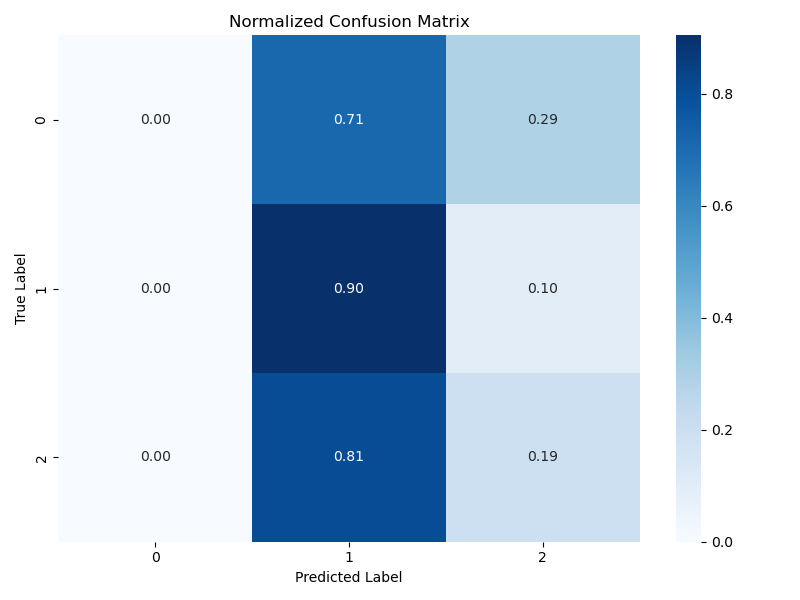 Normalized Confusion Matrix
True Label
0 0.00 0.71 0.29
1 0.00 0.90 0.10
2 0.00 0.81 0.19
0 1 2
Predicted Label
0.8
0.6
0.4
0.2
0.0